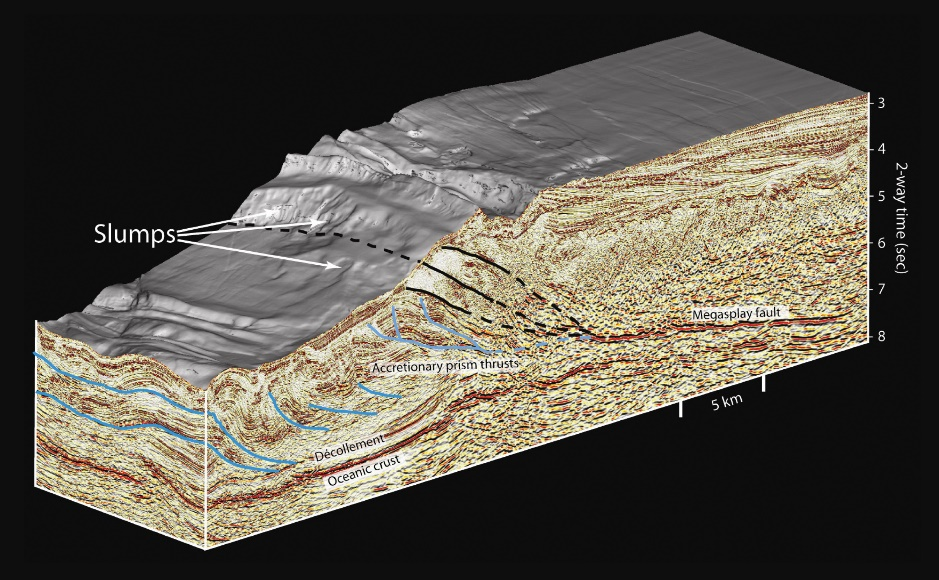 Slumps
3
4
5
6
7
8
2-way time (sec)
Megasplay fault
Accretionary prism thrusts
5 km
Décollement
Oceanic crust